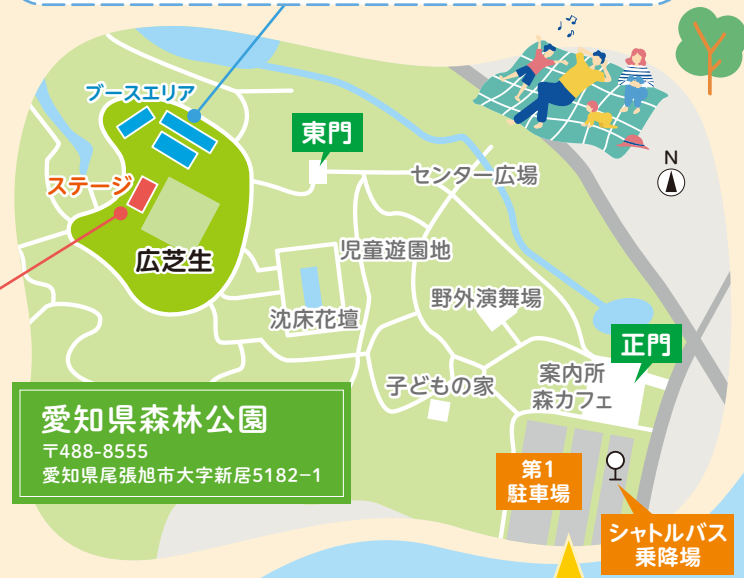 ブースエリア
東門
N
センター広場
ステージ
広芝生
児童遊園地
野外演舞場
沈床花壇
正門
案内所
森カフェ
子どもの家
愛知県森林公園
〒488-8555
愛知県尾張旭市大字新居5182−1
第1
駐車場
シャトルバス
乗降場